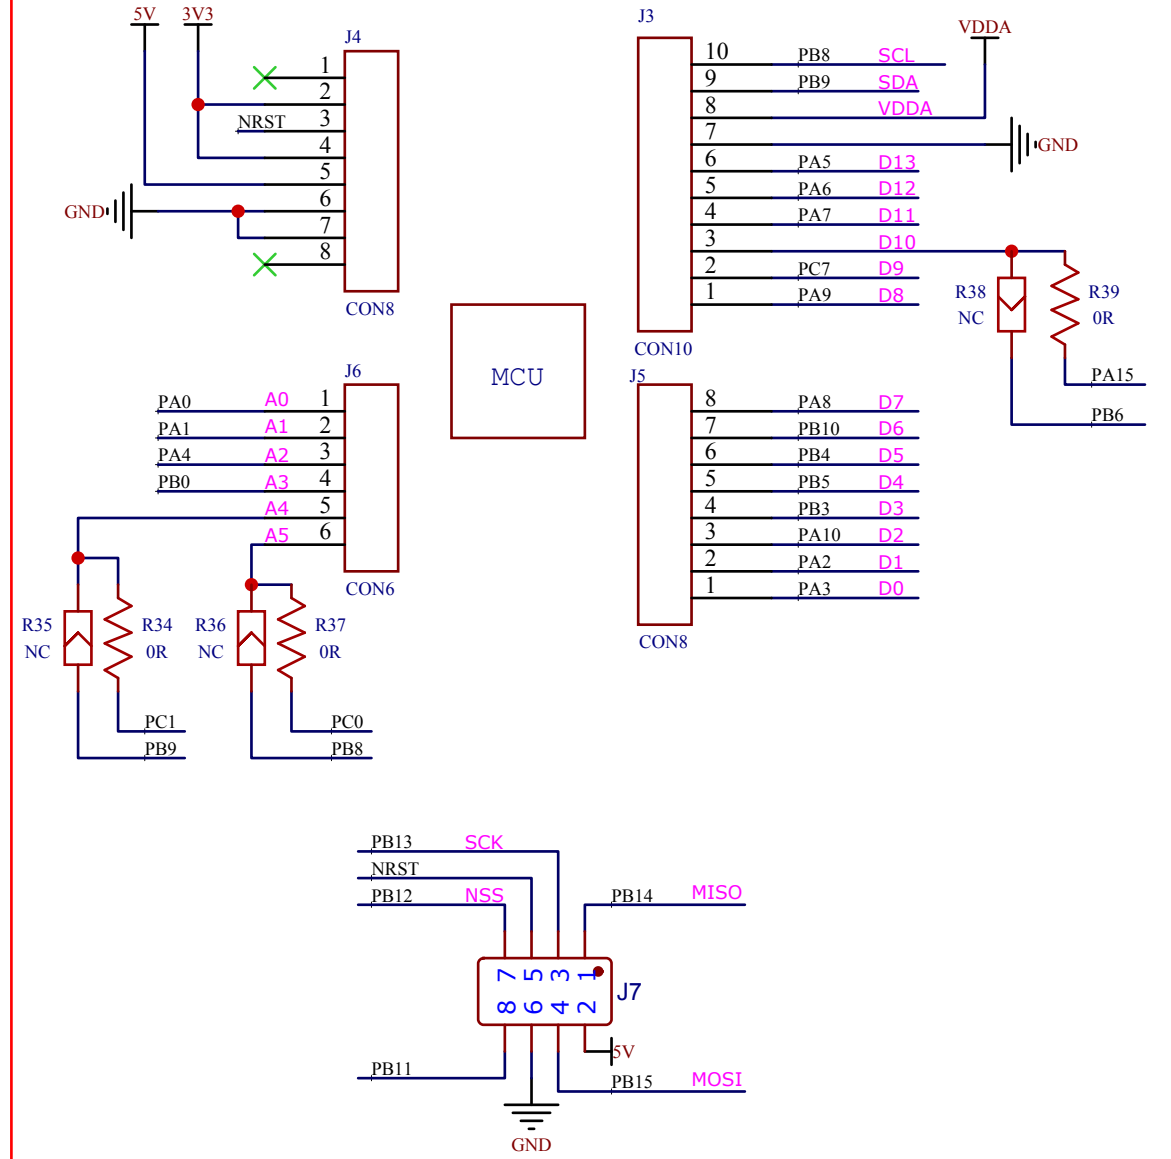 5V 3V3
J4
1
2
NRST 3
4
5
GND 6
7
8
CON8
J3
VDDA
10 PB8 SCL
9 PB9 SDA
8 VDDA
7 GND
6 PA5 D13
5 PA6 D12
4 PA7 D11
3 D10
2 PC7 D9
1 PA9 D8
CON10
R38 R39
NC 0R
PA15
PB6
MCU
J6
PA0 A0 1
PA1 A1 2
PA4 A2 3
PB0 A3 4
A4 5
A5 6
CON6
R35 R34 R36 R37
NC 0R NC 0R
PC1 PC0
PB9 PB8
J5
8 PA8 D7
7 PB10 D6
6 PB4 D5
5 PB5 D4
4 PB3 D3
3 PA10 D2
2 PA2 D1
1 PA3 D0
CON8
PB13 SCK
NRST
PB12 NSS PB14 MISO
7 5 3 1
J7
8 6 4 2
5V
PB11 PB15 MOSI
GND